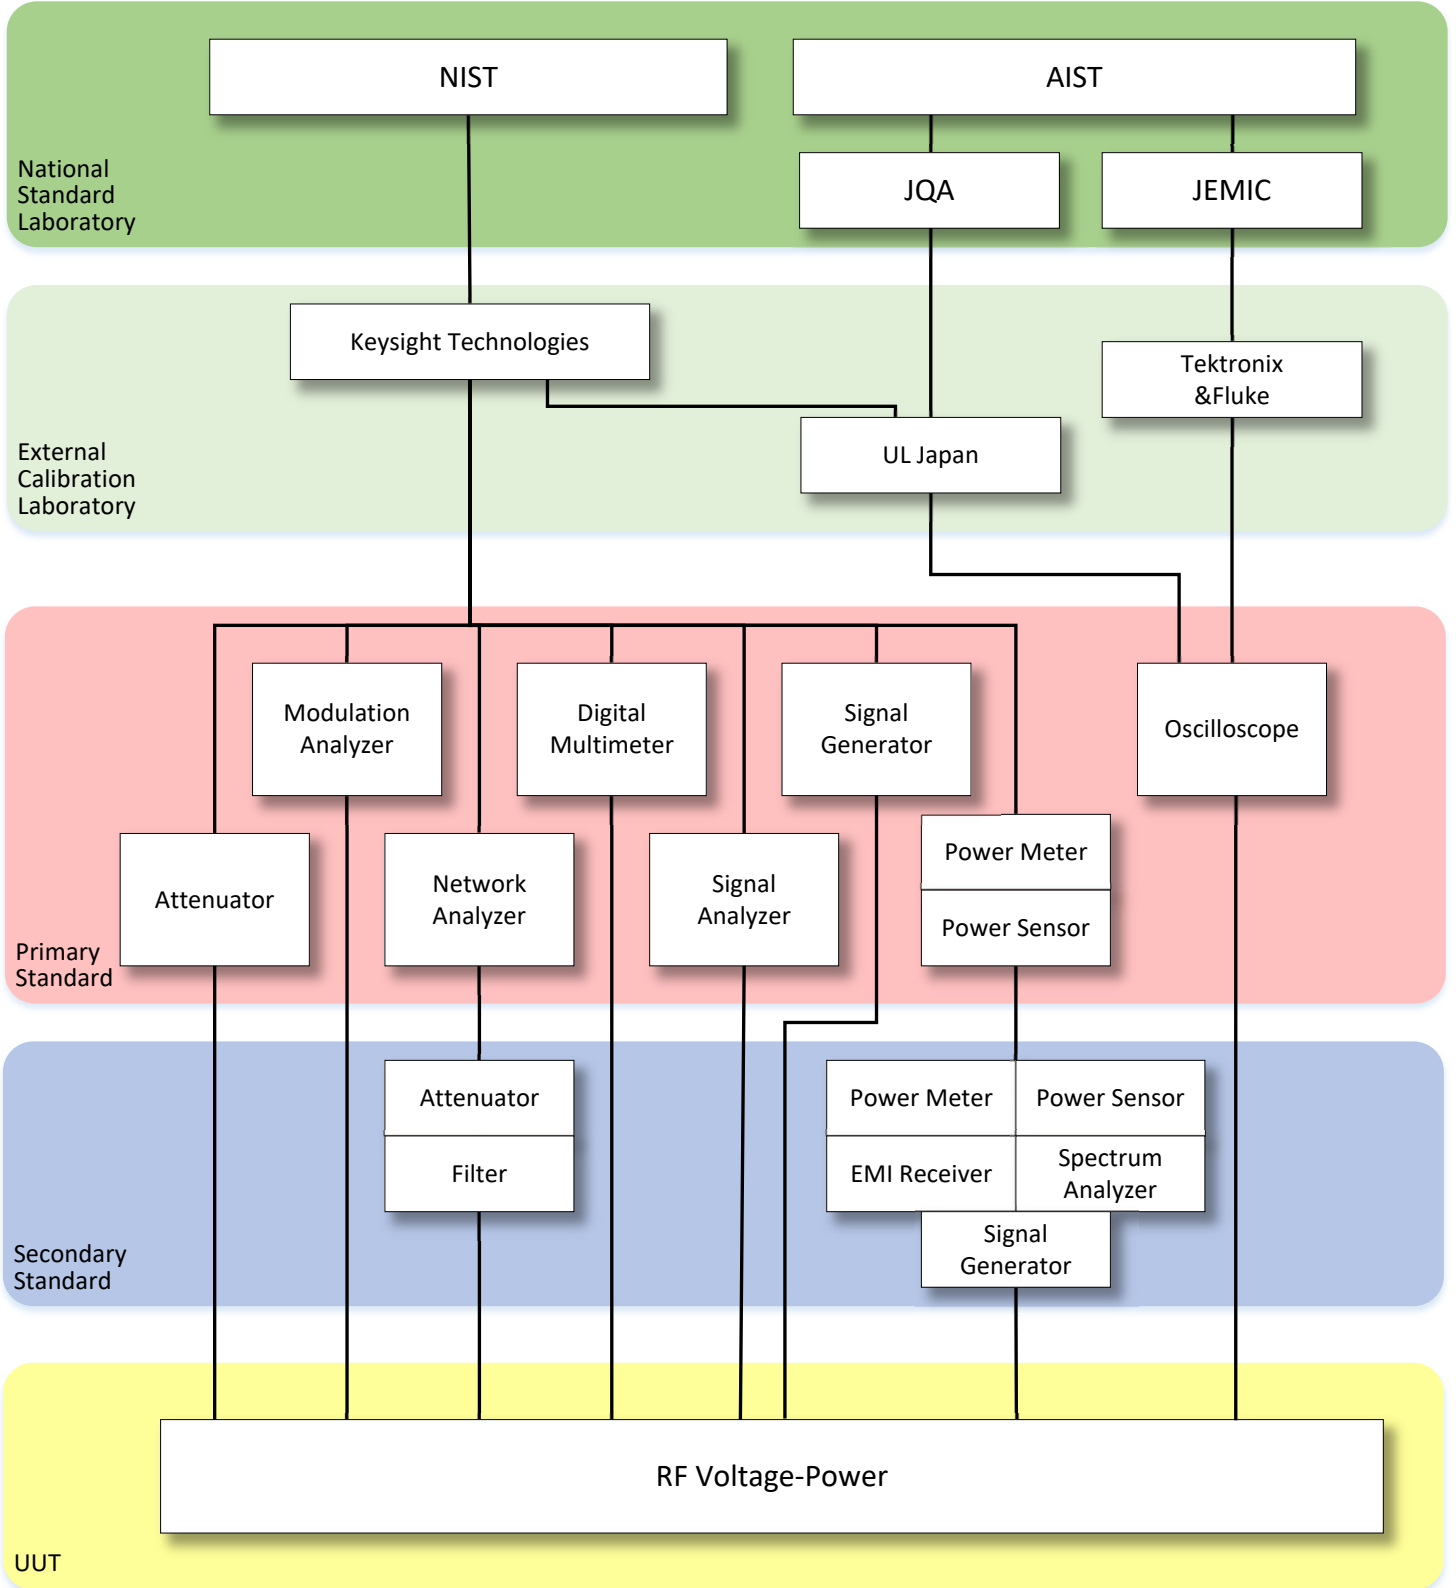 NIST
AIST
JQA
JEMIC
National
Standard
Laboratory
Keysight Technologies
Tektronix
&Fluke
UL Japan
External
Calibration
Laboratory
Modulation
Analyzer
Digital
Multimeter
Signal
Generator
Oscilloscope
Attenuator
Network
Analyzer
Signal
Analyzer
Power Meter
Power Sensor
Primary
Standard
Attenuator
Filter
Power Meter
Power Sensor
EMI Receiver
Spectrum
Analyzer
Signal
Generator
Secondary
Standard
RF Voltage-Power
UUT